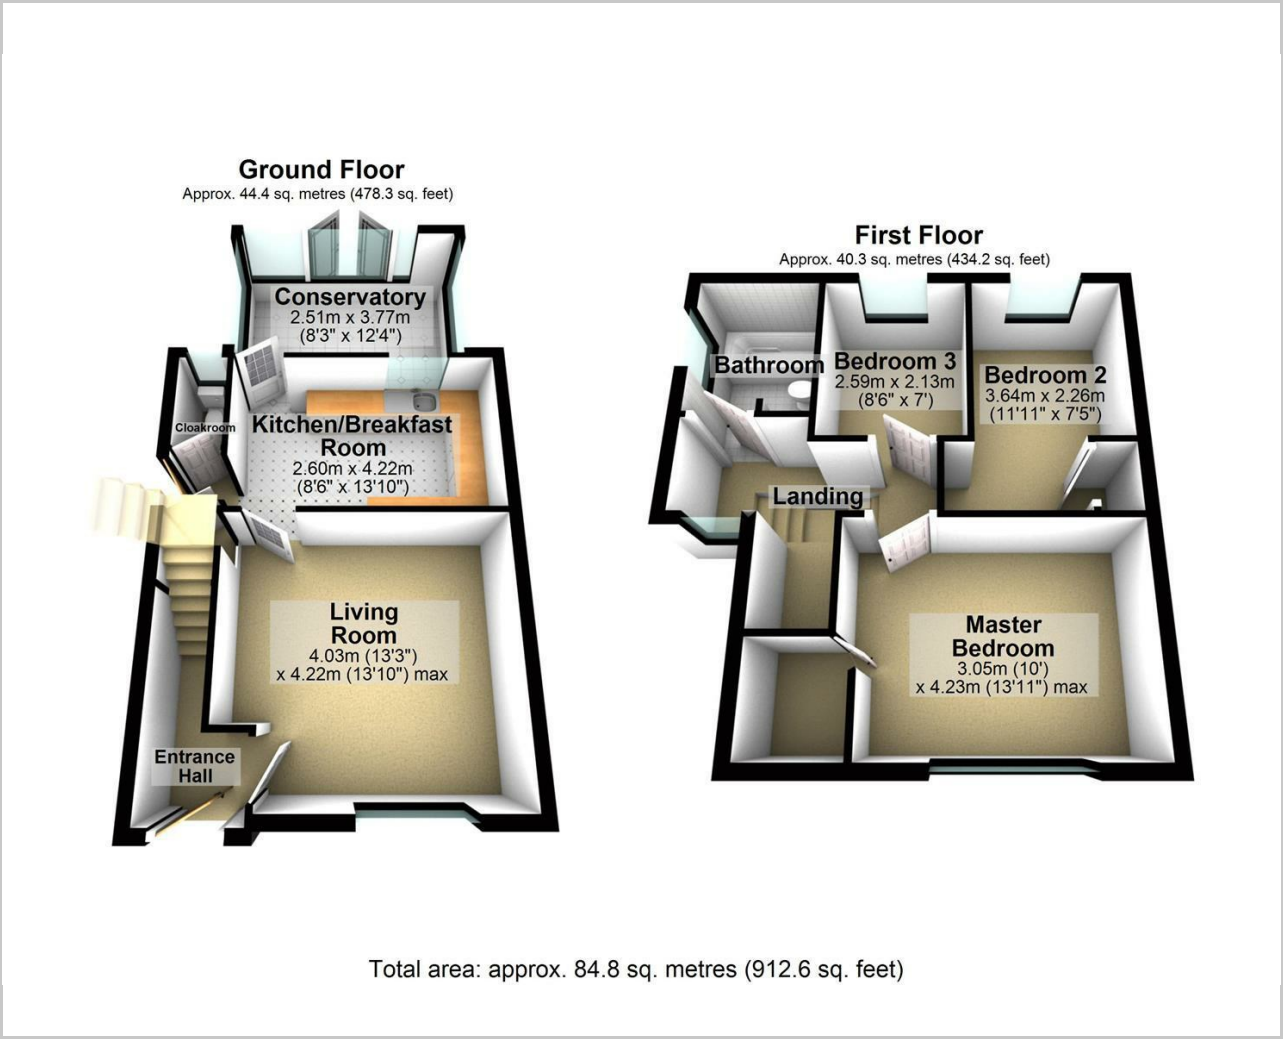 Ground Floor
Approx. 44.4 sq. metres (478.3 sq. feet)
Conservatory
2.51m x 3.77m
(8'3" x 12'4")
Cloakroom
Kitchen/Breakfast
Room
2.60m x 4.22m
(8'6" x 13'10")
Living
Room
4.03m (13'3")
x 4.22m (13'10") max
Entrance
Hall
First Floor
Approx. 40.3 sq. metres (434.2 sq. feet)
Bathroom
Bedroom 3
2.59m x 2.13m
(8'6" x 7')
Bedroom 2
3.64m x 2.26m
(11'11" x 7'5")
Landing
Master
Bedroom
3.05m (10')
x 4.23m (13'11") max
Total area: approx. 84.8 sq. metres (912.6 sq. feet)